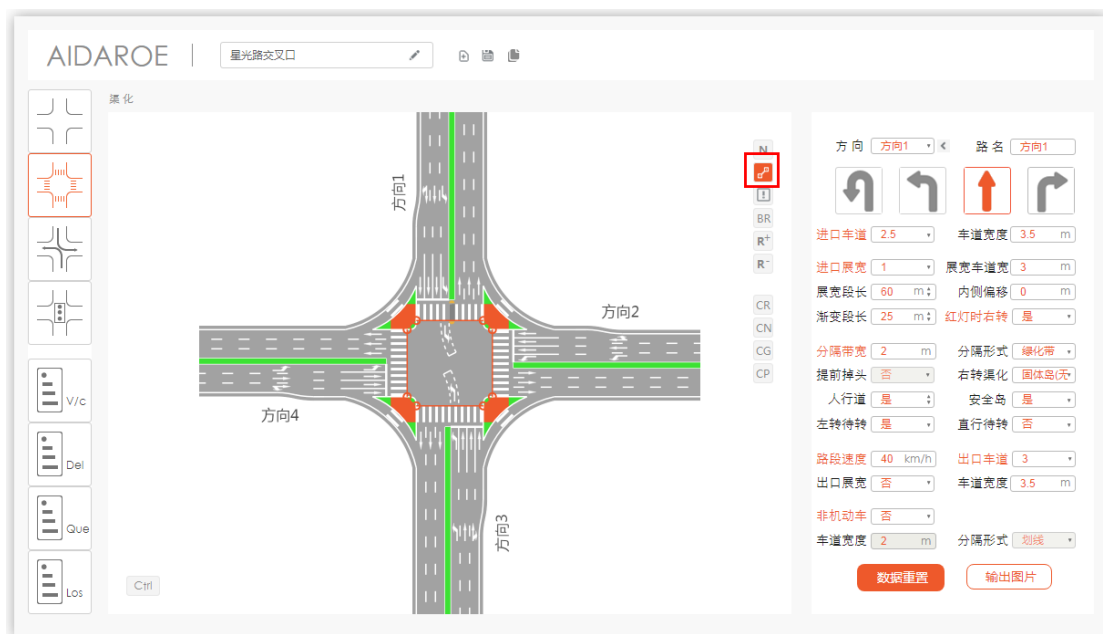 AIDAROE
星光路交叉口
渠化
方向1
方向2
方向3
方向4
N
BR
R+
R-
CR
CN
CG
CP
Ctrl
V/c
Del
Que
Los
方向 方向1 路名 方向1
进口车道 2.5 车道宽度 3.5 m
进口展宽 1 展宽车道宽 3 m
展宽段长 60 m 内侧偏移 0 m
渐变段长 25 m 红灯时右转 是
分隔带宽 2 m 分隔形式 绿化带
提前掉头 否 右转渠化 固体岛(无
人行道 是 安全岛 是
左转待转 是 直行待转 否
路段速度 40 km/h 出口车道 3
出口展宽 否 车道宽度 3.5 m
非机动车 否
车道宽度 2 m 分隔形式 划线
数据重置 输出图片